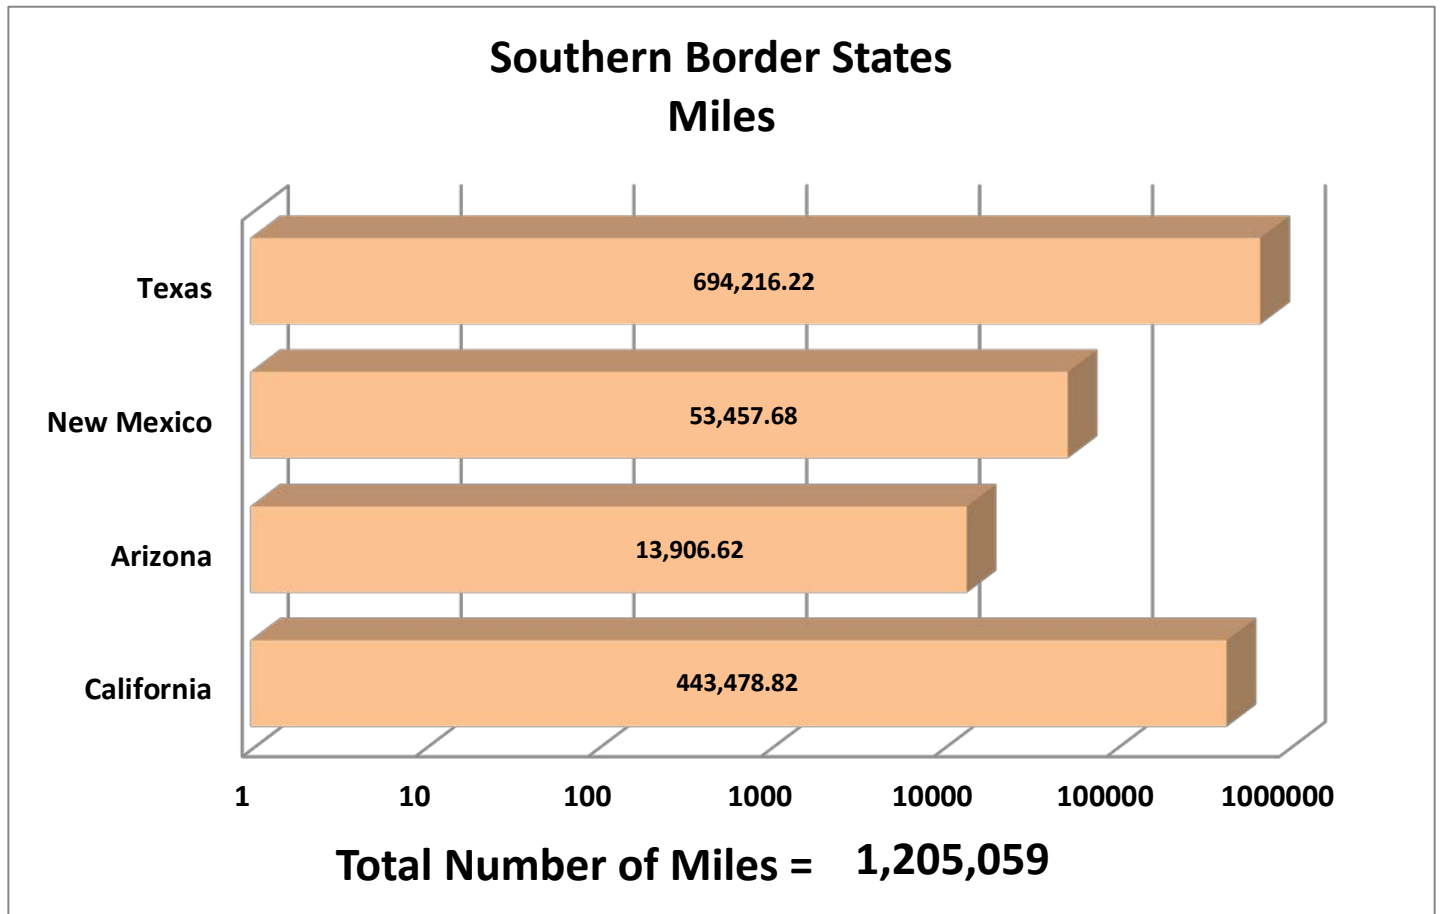 Southern Border States
Miles
Texas
694,216.22
New Mexico
53,457.68
Arizona
13,906.62
California
443,478.82
1 10 100 1000 10000 100000 1000000
Total Number of Miles = 1,205,059